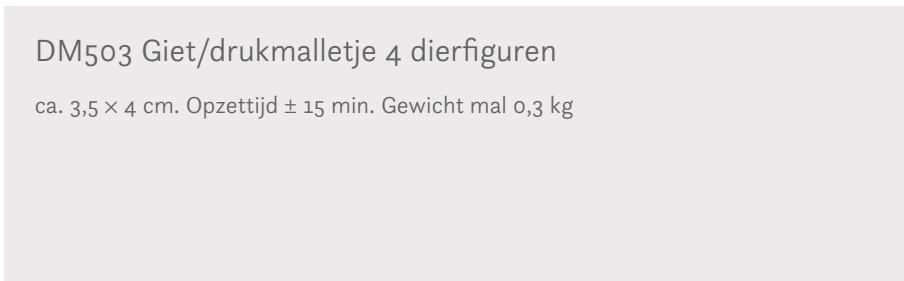 DM503 Giet/drukmalletje 4 dierfiguren
ca. 3,5 × 4 cm. Opzettijd ± 15 min. Gewicht mal 0,3 kg